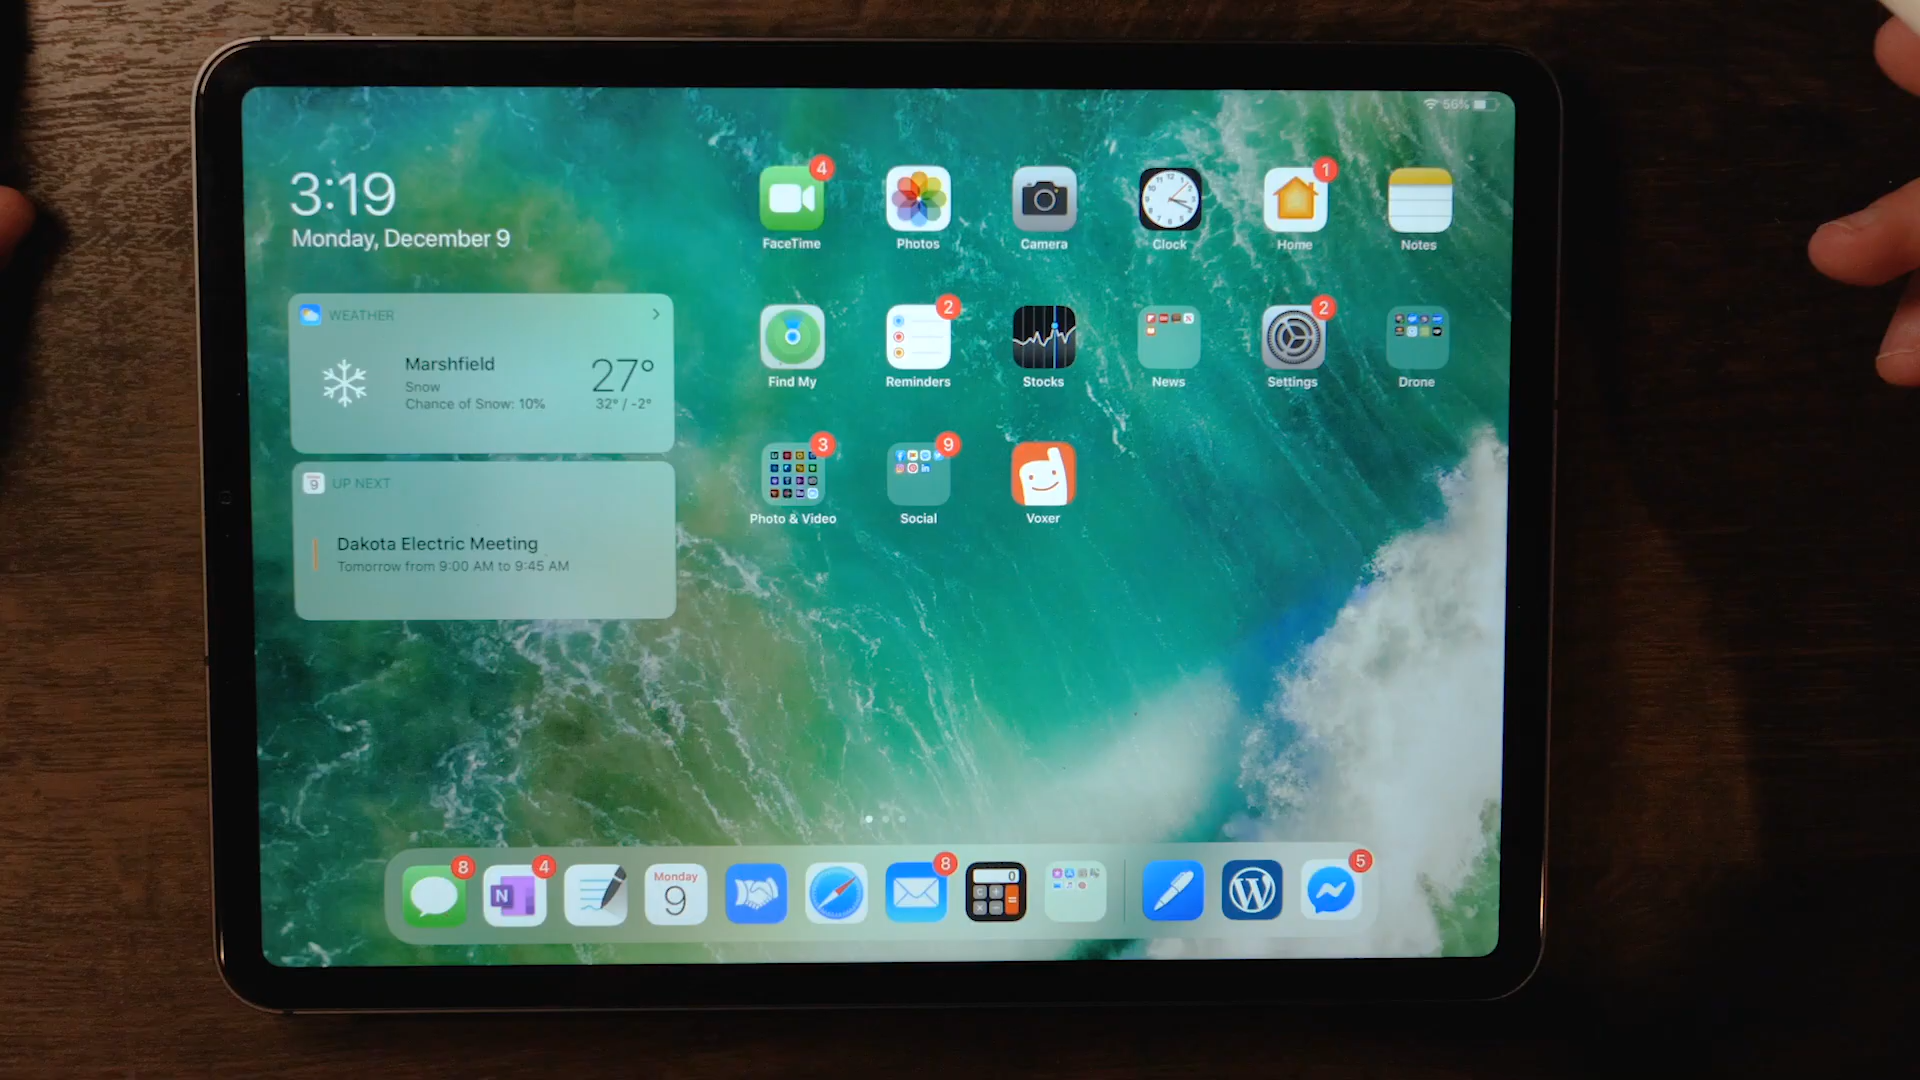 56%
3:19
Monday, December 9
WEATHER
Marshfield
Snow
Chance of Snow: 10%
27°
32° / -2°
9 UP NEXT
Dakota Electric Meeting
Tomorrow from 9:00 AM to 9:45 AM
4
1
FaceTime
Photos
Camera
Clock
Home
Notes
2
2
Find My
Reminders
Stocks
News
Settings
Drone
3
9
Photo & Video
Social
Voxer
8
4
N
Monday
9
8
0
5